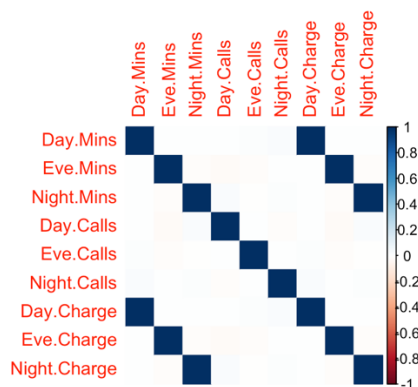 Day.Mins
Eve.Mins
Night.Mins
Day.Calls
Eve.Calls
Night.Calls
Day.Charge
Eve.Charge
Night.Charge
Day.Mins
Eve.Mins
Night.Mins
Day.Calls
Eve.Calls
Night.Calls
Day.Charge
Eve.Charge
Night.Charge
1
0.8
0.6
0.4
0.2
0
-0.2
-0.4
-0.6
-0.8
-1